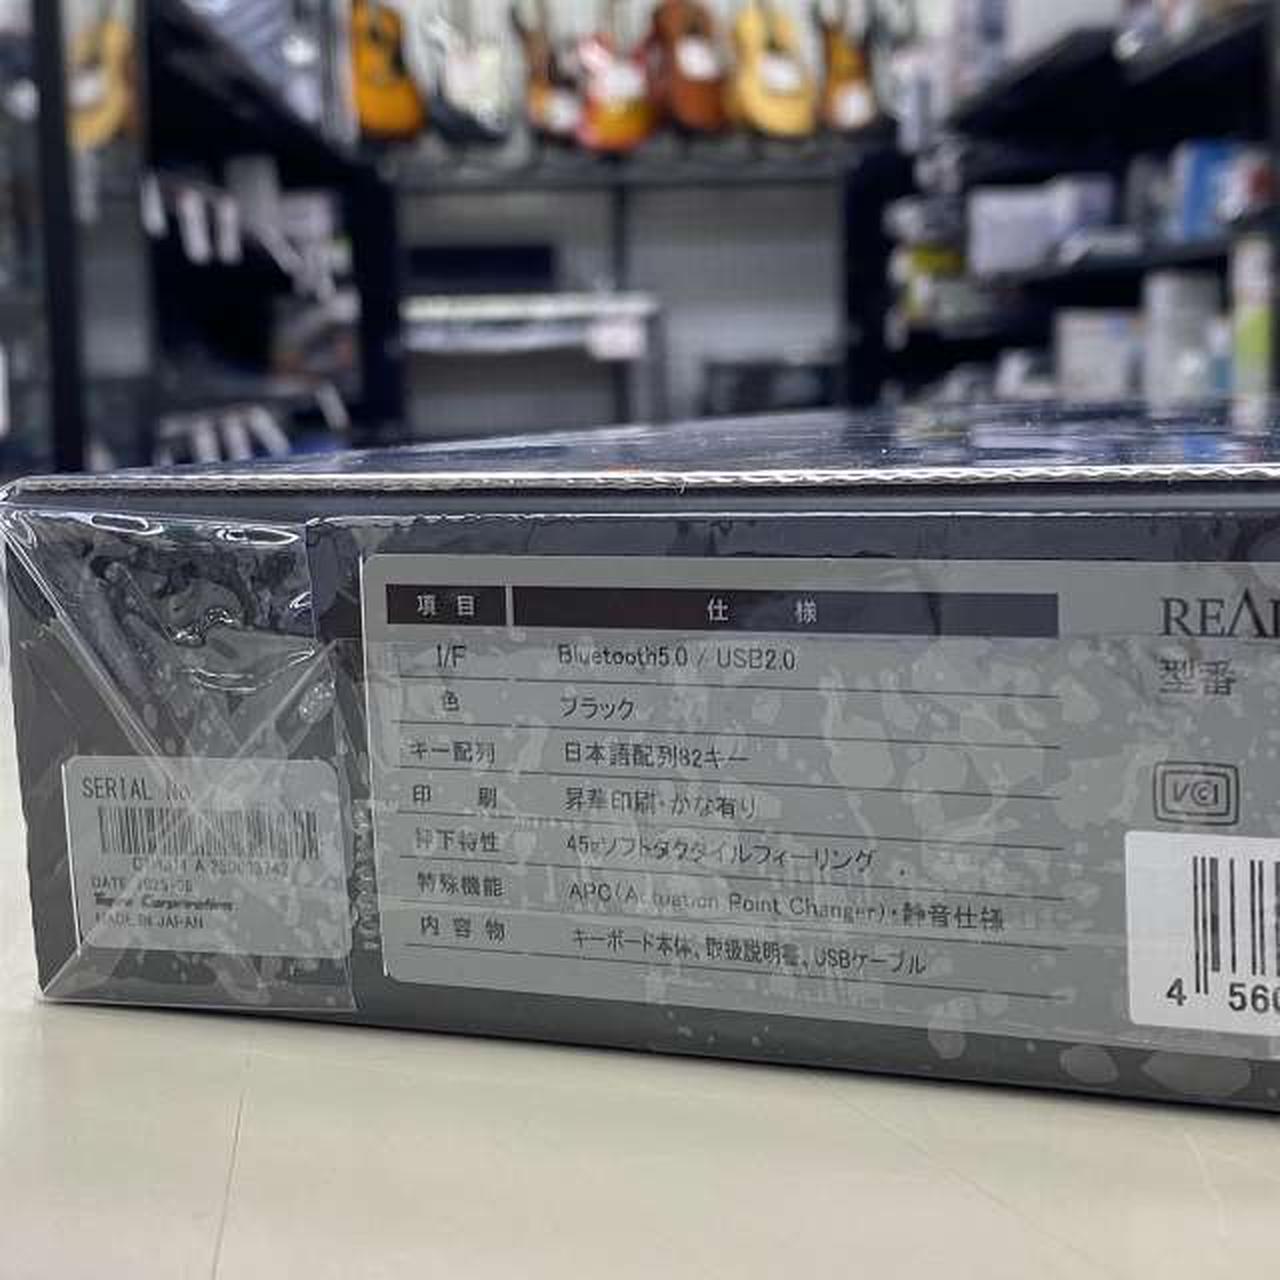 項目 仕様
I/F Bluetooth5.0 / USB2.0
色 ブラック
キー配列 日本語配列82キー
印刷 昇華印刷・かな有り
押下特性 45gソフトタクタイルフィーリング
特殊機能 APC(Actuation Point Changer)・静音仕様
内容物 キーボード本体、取扱説明書、USBケーブル
型番
VCI
4 560
SERIAL No
DATE 2025-06
Topre Corporation
MADE IN JAPAN